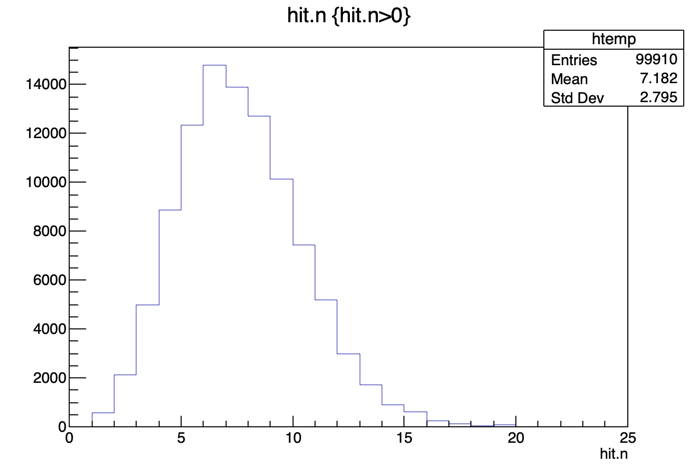 hit.n {hit.n>0}
htemp
Entries 99910
Mean 7.182
Std Dev 2.795
14000
12000
10000
8000
6000
4000
2000
0
0 5 10 15 20 25
hit.n